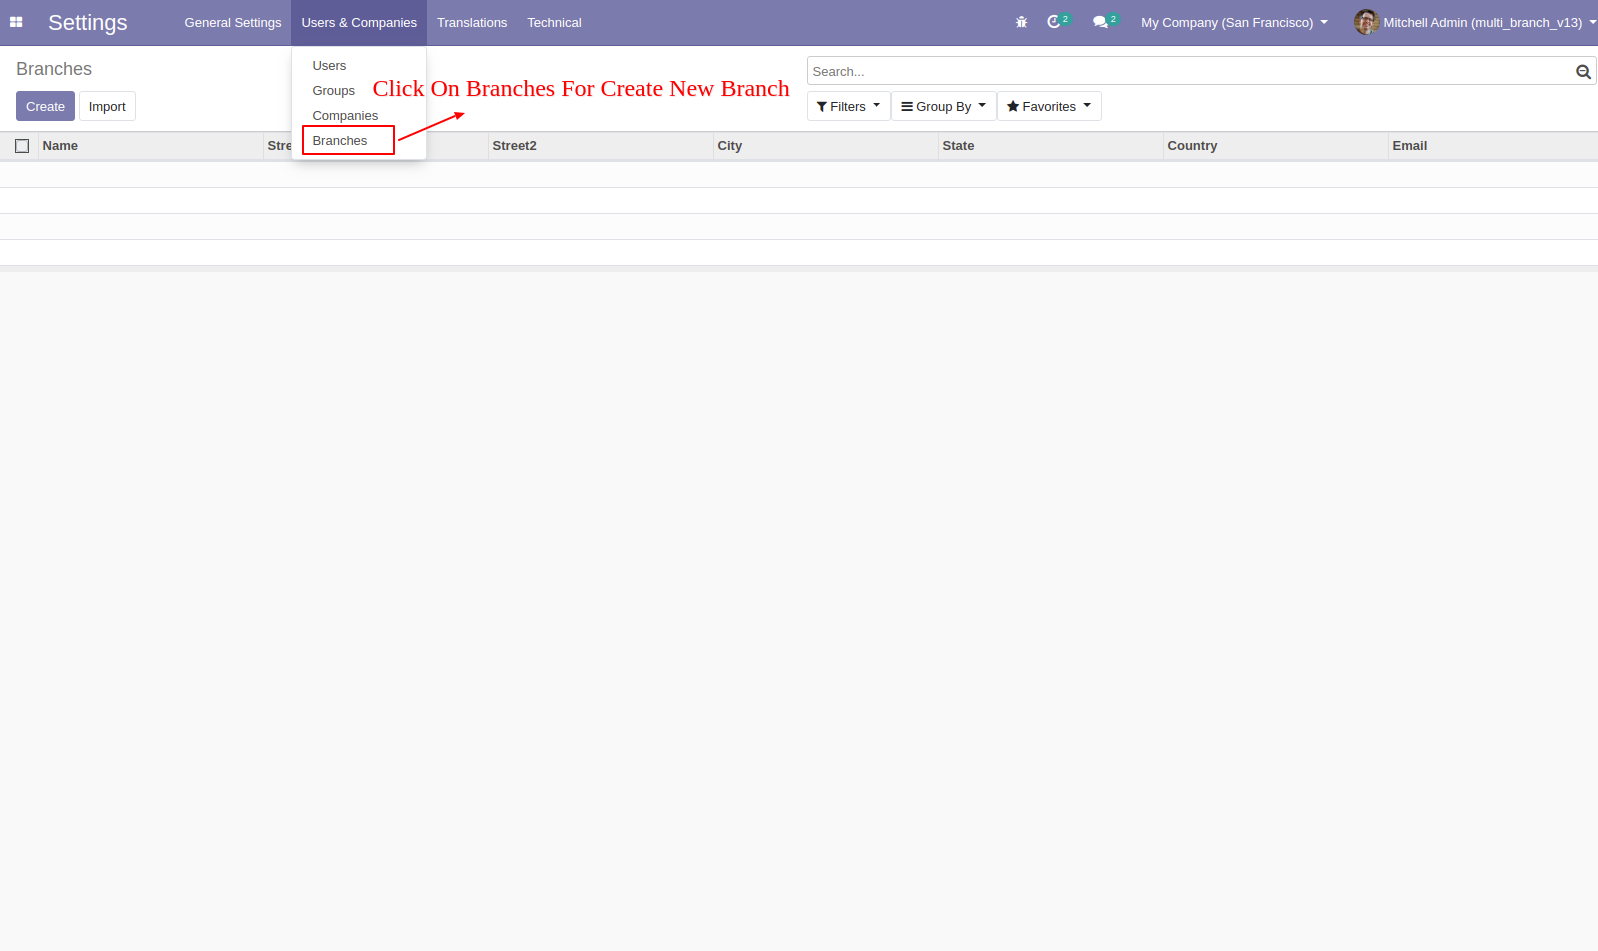 Settings General Settings Users & Companies Translations Technical 2 2 My Company (San Francisco) Mitchell Admin (multi_branch_v13)
Branches
Users
Groups
Companies
Branches
Click On Branches For Create New Branch
Search...
Create Import
Filters Group By Favorites
Name Stre Street2 City State Country Email